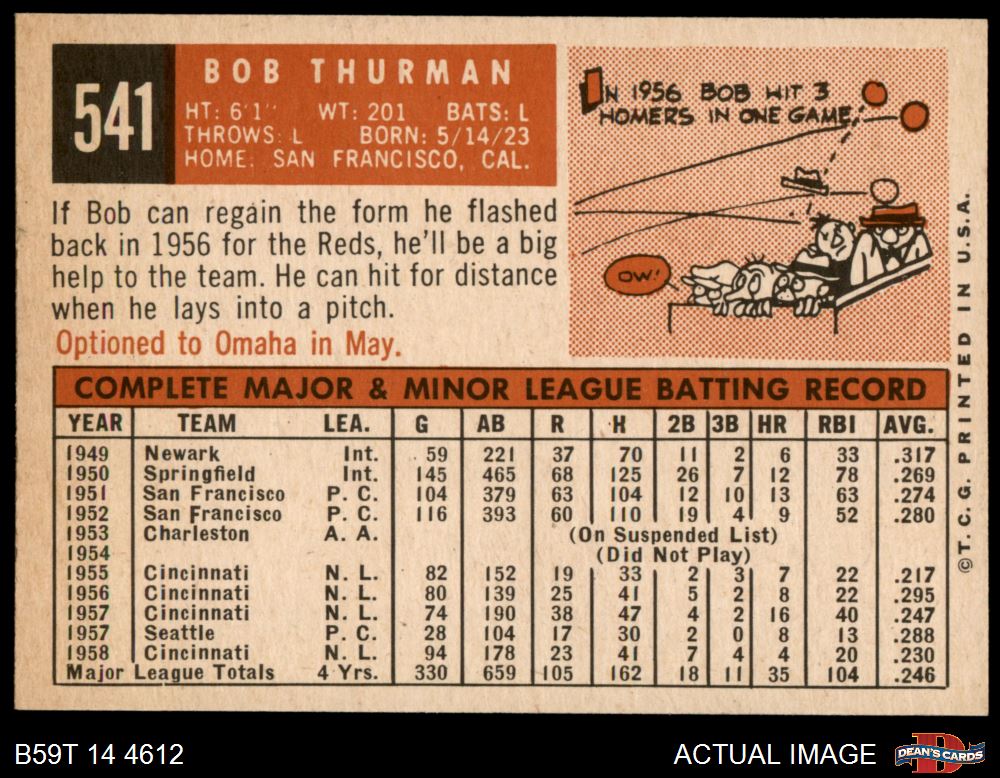 541
BOB THURMAN
HT: 6'1" WT: 201 BATS: L
THROWS: L BORN: 5/14/23
HOME: SAN FRANCISCO, CAL.
If Bob can regain the form he flashed
back in 1956 for the Reds, he'll be a big
help to the team. He can hit for distance
when he lays into a pitch.
Optioned to Omaha in May.
IN 1956 BOB HIT 3
HOMERS IN ONE GAME.
OW!
COMPLETE MAJOR & MINOR LEAGUE BATTING RECORD
YEAR TEAM LEA. G AB R H 2B 3B HR RBI AVG.
1949 Newark Int. 59 221 37 70 11 2 6 33 .317
1950 Springfield Int. 145 465 68 125 26 7 12 78 .269
1951 San Francisco P. C. 104 379 63 104 12 10 13 63 .274
1952 San Francisco P. C. 116 393 60 110 19 4 9 52 .280
1953 Charleston A. A. (On Suspended List)
1954 (Did Not Play)
1955 Cincinnati N. L. 82 152 19 33 2 3 7 22 .217
1956 Cincinnati N. L. 80 139 25 41 5 2 8 22 .295
1957 Cincinnati N. L. 74 190 38 47 4 2 16 40 .247
1957 Seattle P. C. 28 104 17 30 2 0 8 13 .288
1958 Cincinnati N. L. 94 178 23 41 7 4 4 20 .230
Major League Totals 4 Yrs. 330 659 105 162 18 11 35 104 .246
©T. C. G. PRINTED IN U.S.A.
B59T 14 4612
ACTUAL IMAGE
DEAN'S CARDS